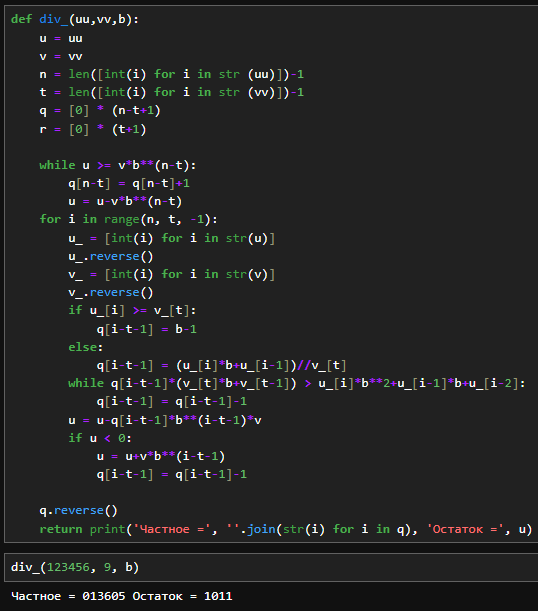 def div_(uu,vv,b):
    u = uu
    v = vv
    n = len([int(i) for i in str (uu)])-1
    t = len([int(i) for i in str (vv)])-1
    q = [0] * (n-t+1)
    r = [0] * (t+1)

    while u >= v*b**(n-t):
        q[n-t] = q[n-t]+1
        u = u-v*b**(n-t)
    for i in range(n, t, -1):
        u_ = [int(i) for i in str(u)]
        u_.reverse()
        v_ = [int(i) for i in str(v)]
        v_.reverse()
        if u_[i] >= v_[t]:
            q[i-t-1] = b-1
        else:
            q[i-t-1] = (u_[i]*b+u_[i-1])//v_[t]
        while q[i-t-1]*(v_[t]*b+v_[t-1]) > u_[i]*b**2+u_[i-1]*b+u_[i-2]:
            q[i-t-1] = q[i-t-1]-1
        u = u-q[i-t-1]*b**(i-t-1)*v
        if u < 0:
            u = u+v*b**(i-t-1)
            q[i-t-1] = q[i-t-1]-1

    q.reverse()
    return print('Частное =', ''.join(str(i) for i in q), 'Остаток =', u)
div_(123456, 9, b)
Частное = 013605 Остаток = 1011